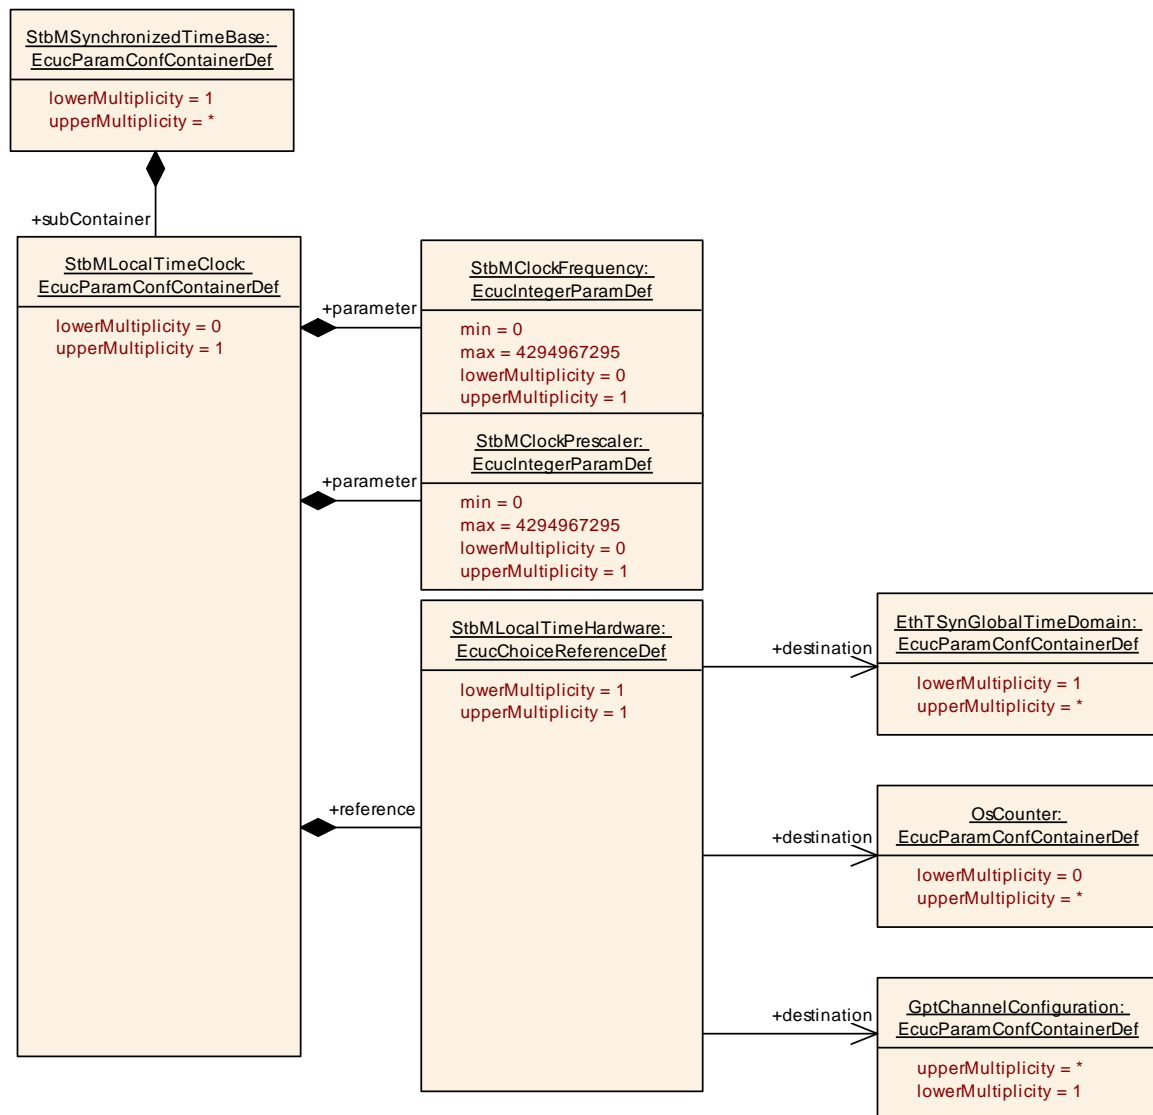 StbMSynchronizedTimeBase:
EcucParamConfContainerDef
lowerMultiplicity = 1
upperMultiplicity = *
+subContainer
StbMLocalTimeClock:
EcucParamConfContainerDef
lowerMultiplicity = 0
upperMultiplicity = 1
+parameter
StbMClockFrequency:
EcucIntegerParamDef
min = 0
max = 4294967295
lowerMultiplicity = 0
upperMultiplicity = 1
+parameter
StbMClockPrescaler:
EcucIntegerParamDef
min = 0
max = 4294967295
lowerMultiplicity = 0
upperMultiplicity = 1
+reference
StbMLocalTimeHardware:
EcucChoiceReferenceDef
lowerMultiplicity = 1
upperMultiplicity = 1
+destination
EthTSynGlobalTimeDomain:
EcucParamConfContainerDef
lowerMultiplicity = 1
upperMultiplicity = *
+destination
OsCounter:
EcucParamConfContainerDef
lowerMultiplicity = 0
upperMultiplicity = *
+destination
GptChannelConfiguration:
EcucParamConfContainerDef
upperMultiplicity = *
lowerMultiplicity = 1